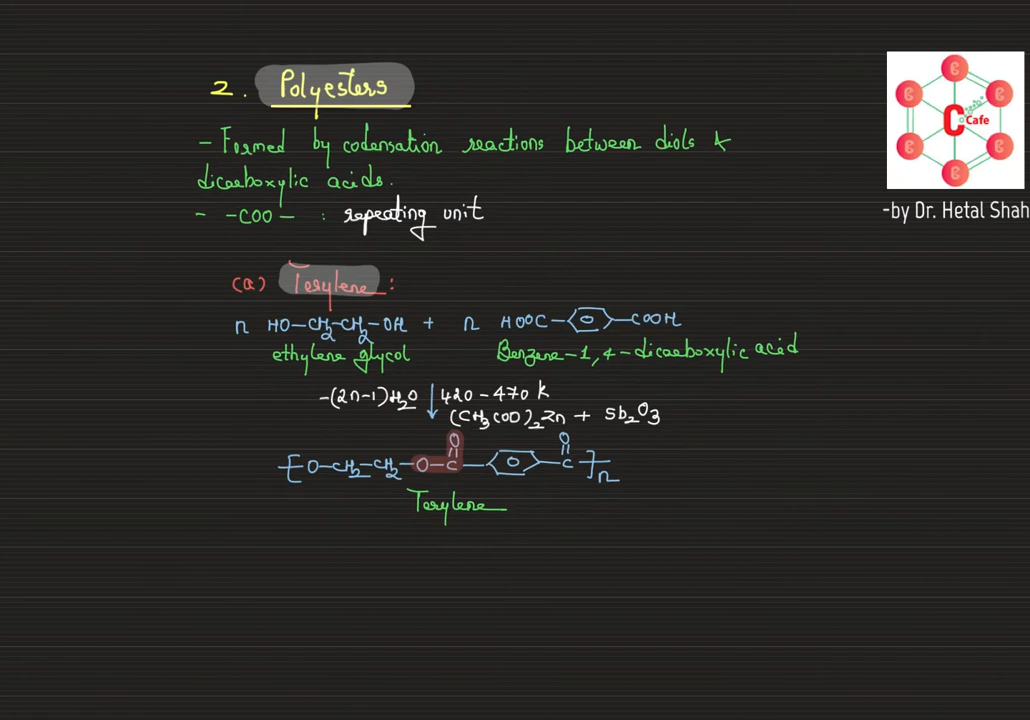 2. Polyesters
- Formed by codensation reactions between diols &
dicarboxylic acids.
- -COO- : repeating unit
(a) Terylene :
n HO-CH2-CH2-OH + n HOOC-COOH
ethylene glycol Benzene-1,4-dicarboxylic acid
-(2n-1)H2O 420-470 K
(CH3COO)2Zn + Sb2O3
O O
[O-CH2-CH2-O-C-C]n
Terylene
C Cafe
-by Dr. Hetal Shah